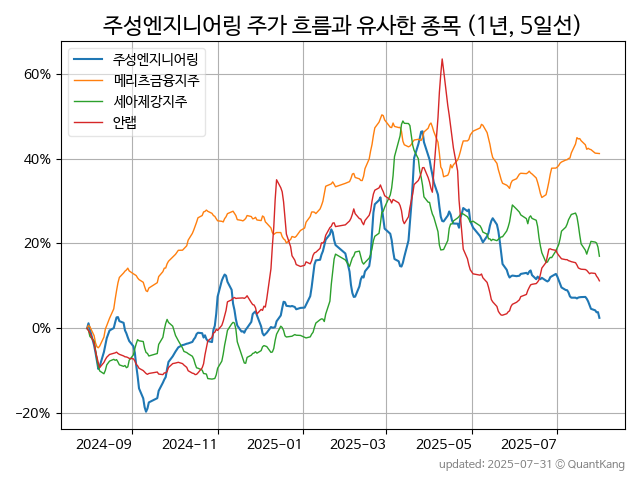 주성엔지니어링 주가 흐름과 유사한 종목 (1년, 5일선)
주성엔지니어링
메리츠금융지주
세아제강지주
안랩
60%
40%
20%
0%
−20%
2024-09 2024-11 2025-01 2025-03 2025-05 2025-07
updated: 2025-07-31 © QuantKang